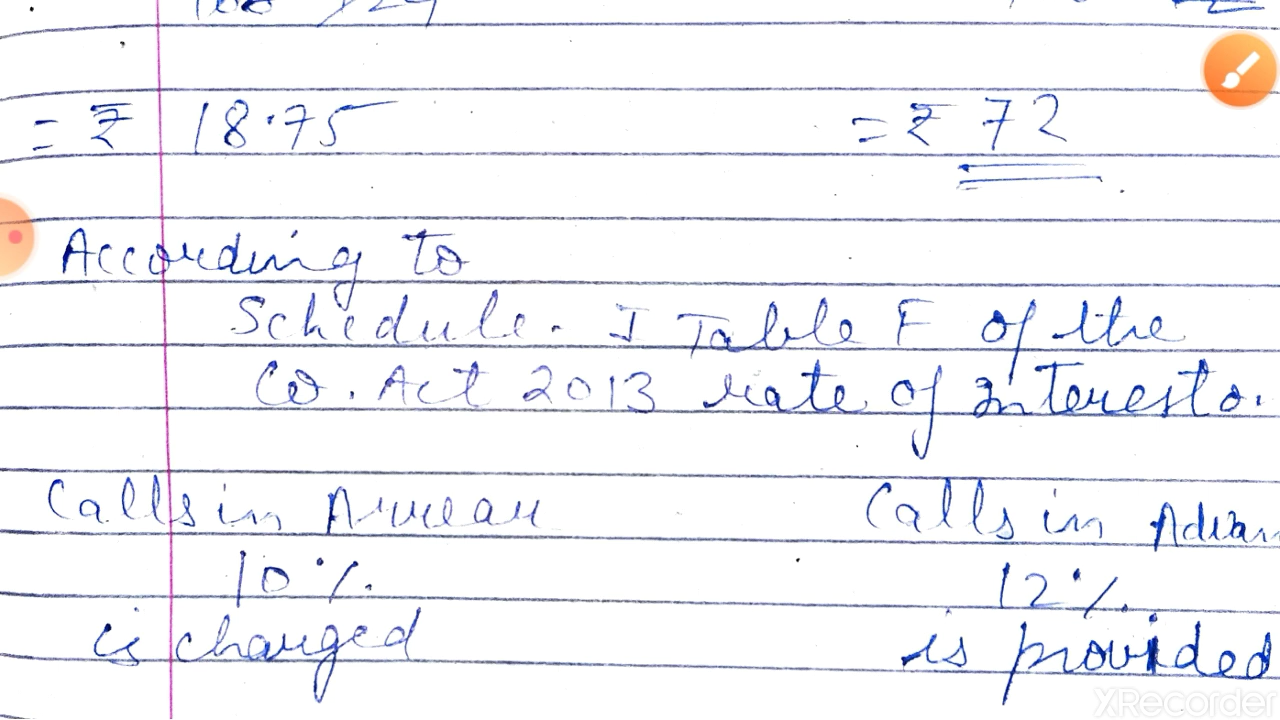 = ₹ 18.75 = ₹ 72
According to
Schedule. I Table F of the
Co. Act 2013 rate of interest
Calls in Arrear Calls in Advan
10% 12%
is charged is provided
XRecorder